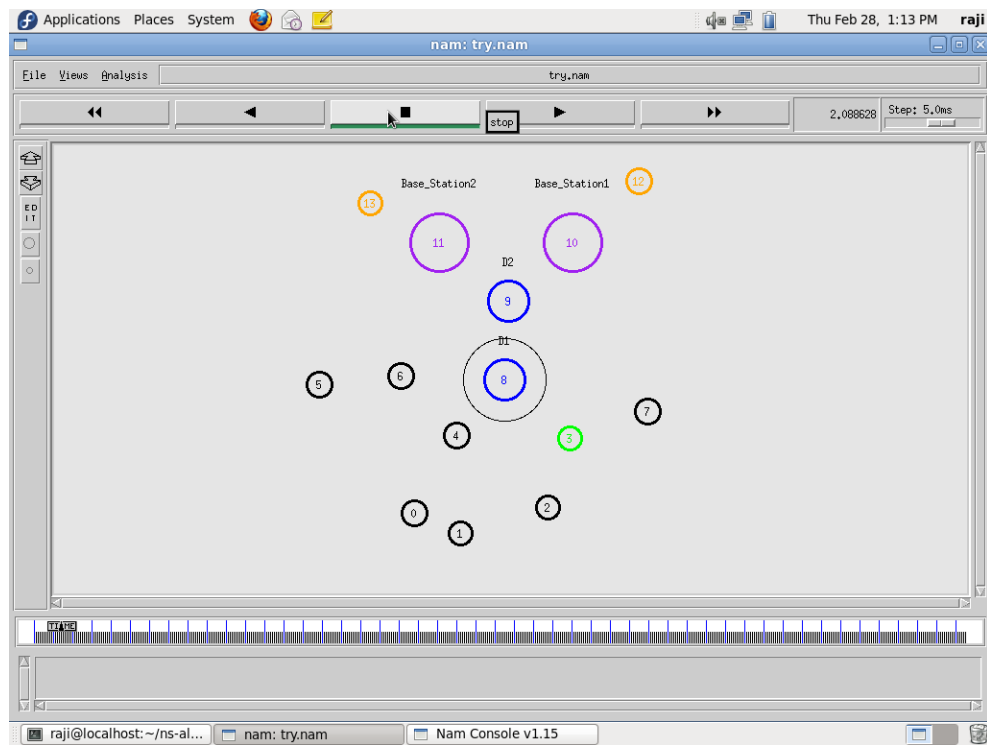 Applications Places System Thu Feb 28, 1:13 PM raji
nam: try.nam
File Views Analysis try.nam
2.088628 Step: 5.0ms
stop
ED
IT
Base_Station2 Base_Station1 12
13
11 10
D2
9
D1
8
6
5
7
4 3
0 2
1
TIME
raji@localhost:~/ns-al... nam: try.nam Nam Console v1.15